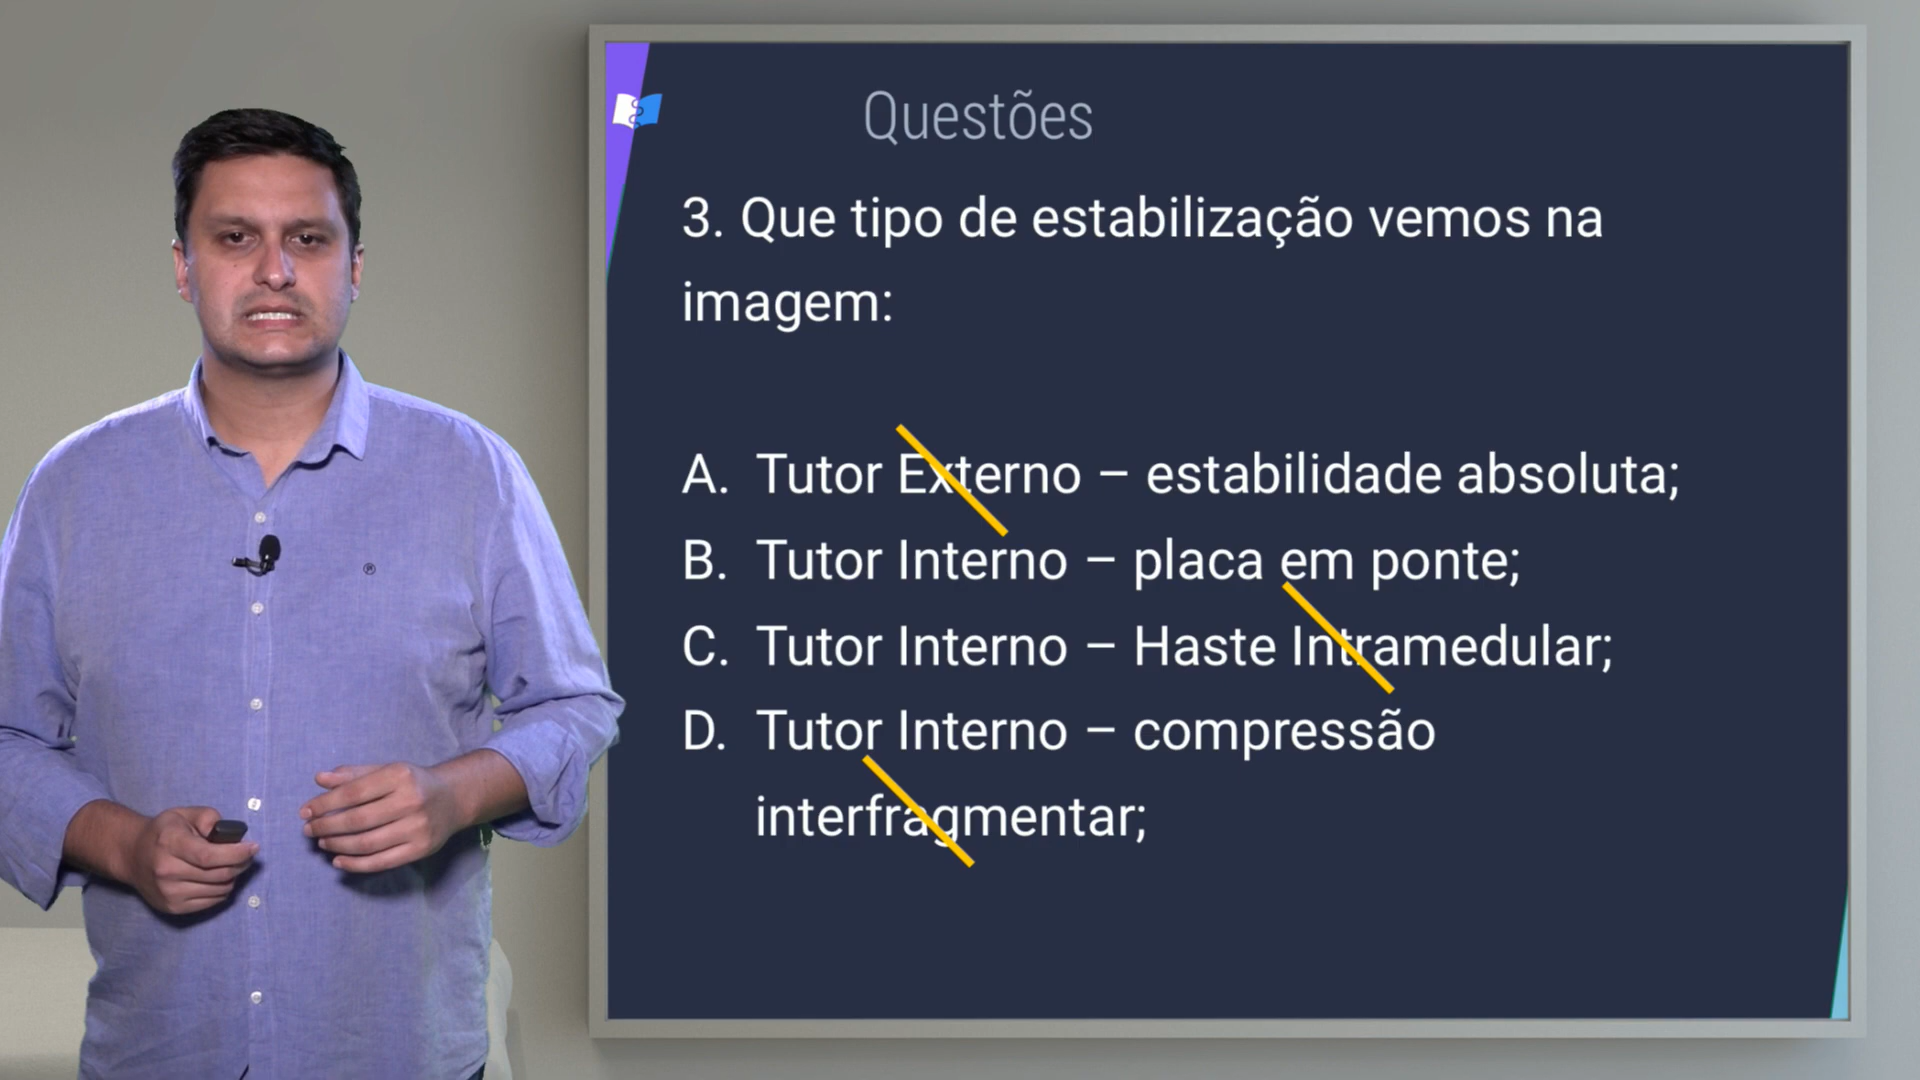 Questões
3. Que tipo de estabilização vemos na
imagem:
A. Tutor Externo – estabilidade absoluta;
B. Tutor Interno – placa em ponte;
C. Tutor Interno – Haste Intramedular;
D. Tutor Interno – compressão
interfragmentar;